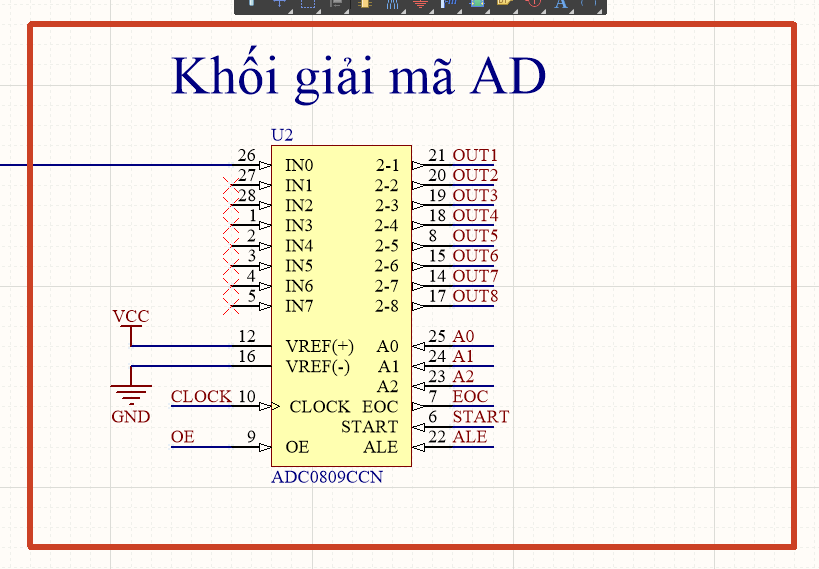 Khối giải mã AD
U2
26 IN0 2-1 21 OUT1
27 IN1 2-2 20 OUT2
28 IN2 2-3 19 OUT3
1 IN3 2-4 18 OUT4
2 IN4 2-5 8 OUT5
3 IN5 2-6 15 OUT6
4 IN6 2-7 14 OUT7
5 IN7 2-8 17 OUT8
VCC
12 VREF(+) A0 25 A0
16 VREF(-) A1 24 A1
A2 23 A2
GND
CLOCK 10 CLOCK EOC 7 EOC
START 6 START
OE 9 OE ALE 22 ALE
ADC0809CCN